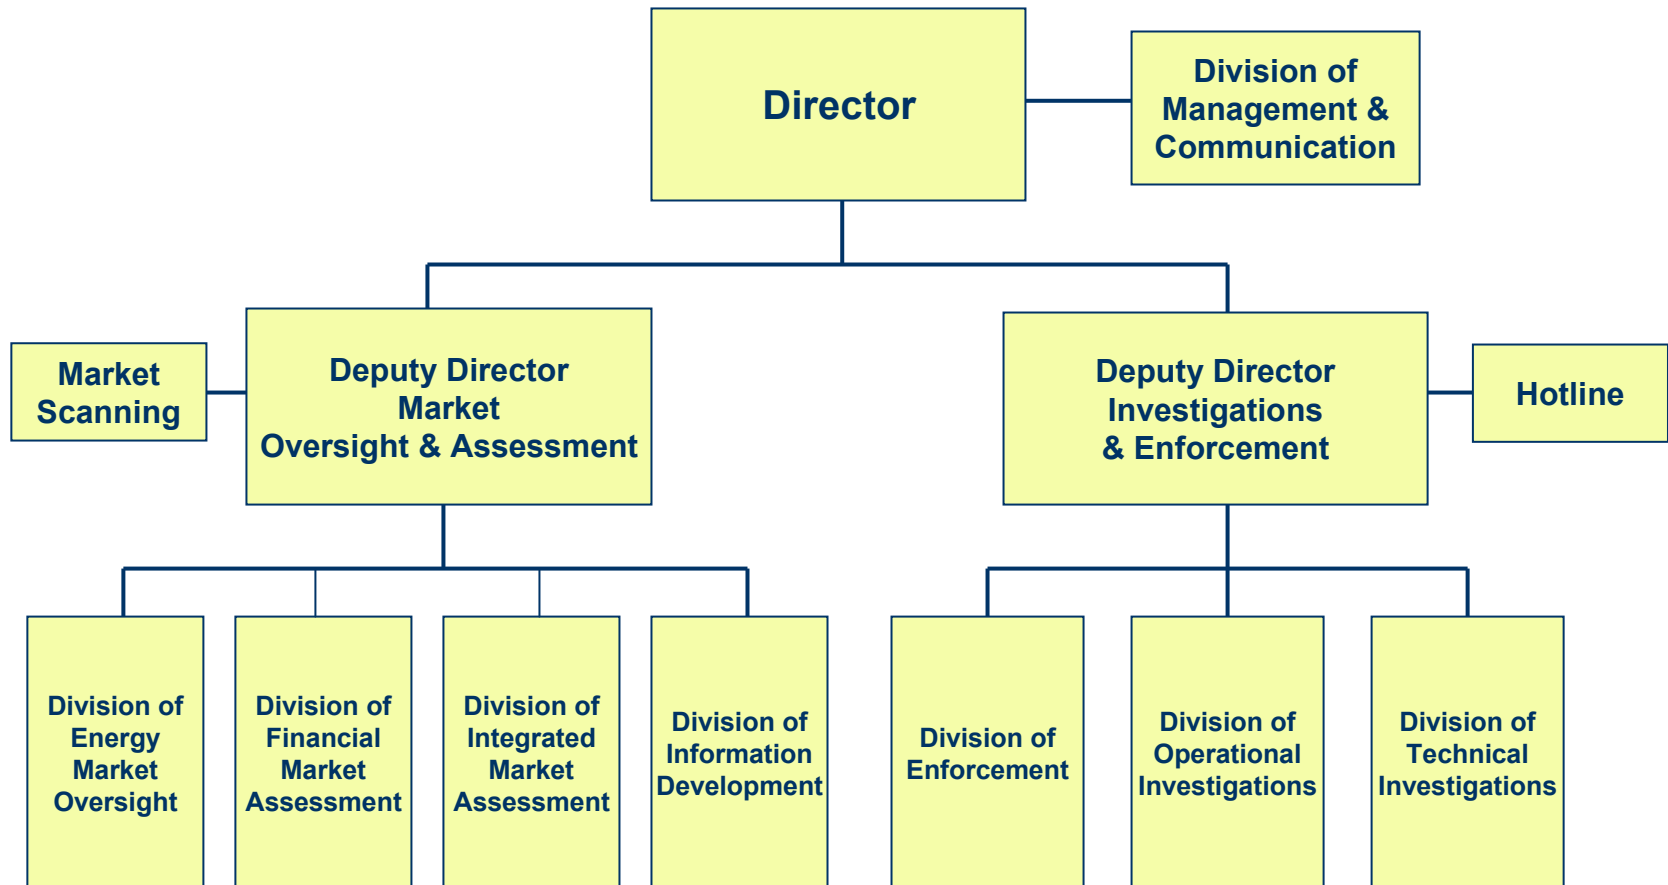 Director
Division of
Management &
Communication
Market
Scanning
Deputy Director
Market
Oversight & Assessment
Deputy Director
Investigations
& Enforcement
Hotline
Division of
Energy
Market
Oversight
Division of
Financial
Market
Assessment
Division of
Integrated
Market
Assessment
Division of
Information
Development
Division of
Enforcement
Division of
Operational
Investigations
Division of
Technical
Investigations